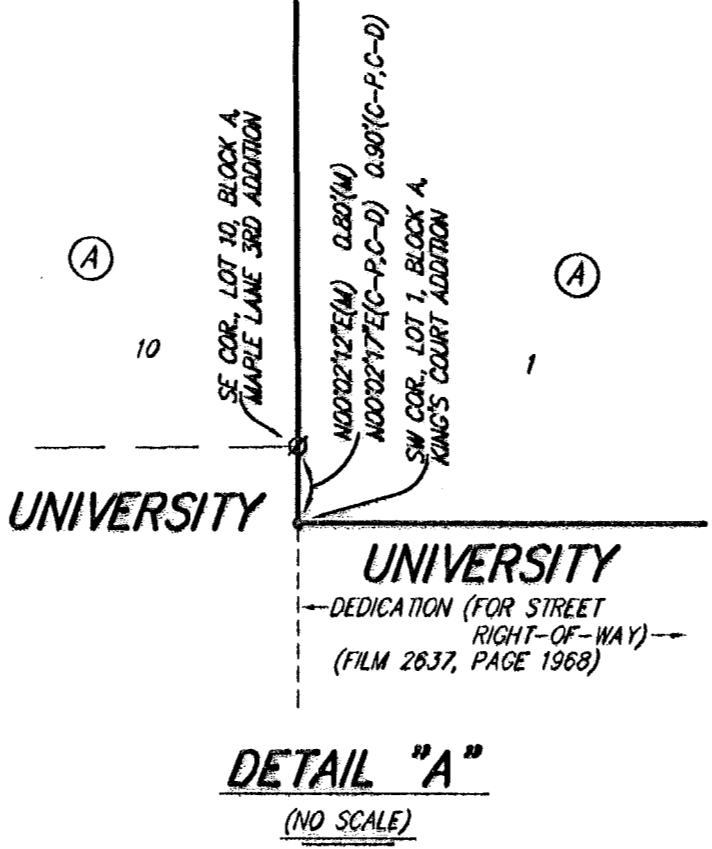 SE COR., LOT 10, BLOCK A,
MAPLE LANE 3RD ADDITION
N00°02'12"E(M) 0.80'(M)
N00°02'17"E(C-P,C-D) 0.90'(C-P,C-D)
SW COR., LOT 1, BLOCK A,
KING'S COURT ADDITION
A
10
A
1
UNIVERSITY
UNIVERSITY
DEDICATION (FOR STREET
RIGHT-OF-WAY)
(FILM 2637, PAGE 1968)
DETAIL "A"
(NO SCALE)